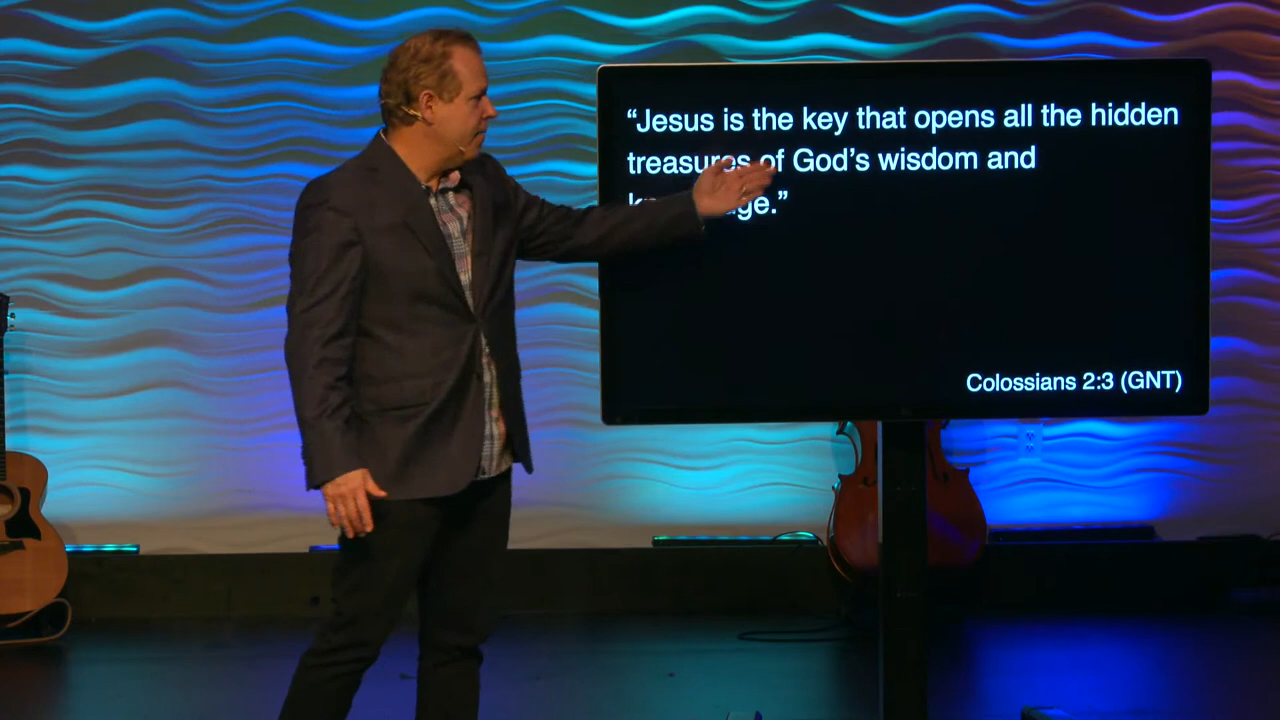 “Jesus is the key that opens all the hidden
treasures of God’s wisdom and
Colossians 2:3 (GNT)